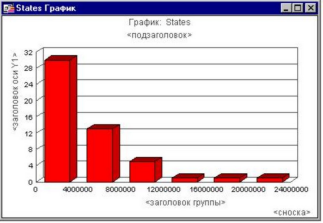 States График
График: States
<подзаголовок>
<заголовок оси Y1>
32
28
24
20
16
12
8
4
0
0 4000000 8000000 12000000 16000000 20000000 24000000
<заголовок группы>
<сноска>